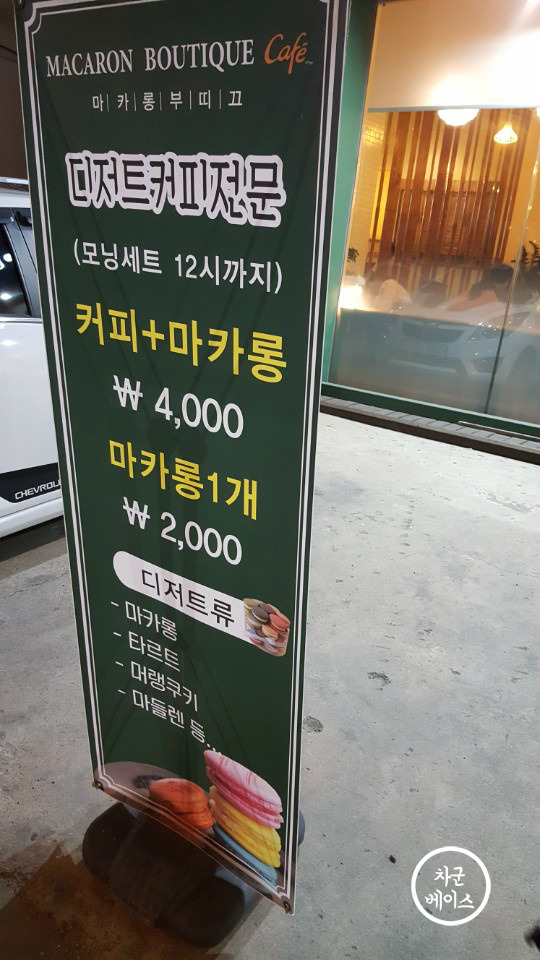 MACARON BOUTIQUE Café
마|카|롱|부|띠|끄
디저트커피전문
(모닝세트 12시까지)
커피+마카롱
₩ 4,000
마카롱1개
₩ 2,000
디저트류
- 마카롱
- 타르트
- 머랭쿠키
- 마들렌 등...
CHEVROL
차군
베이스